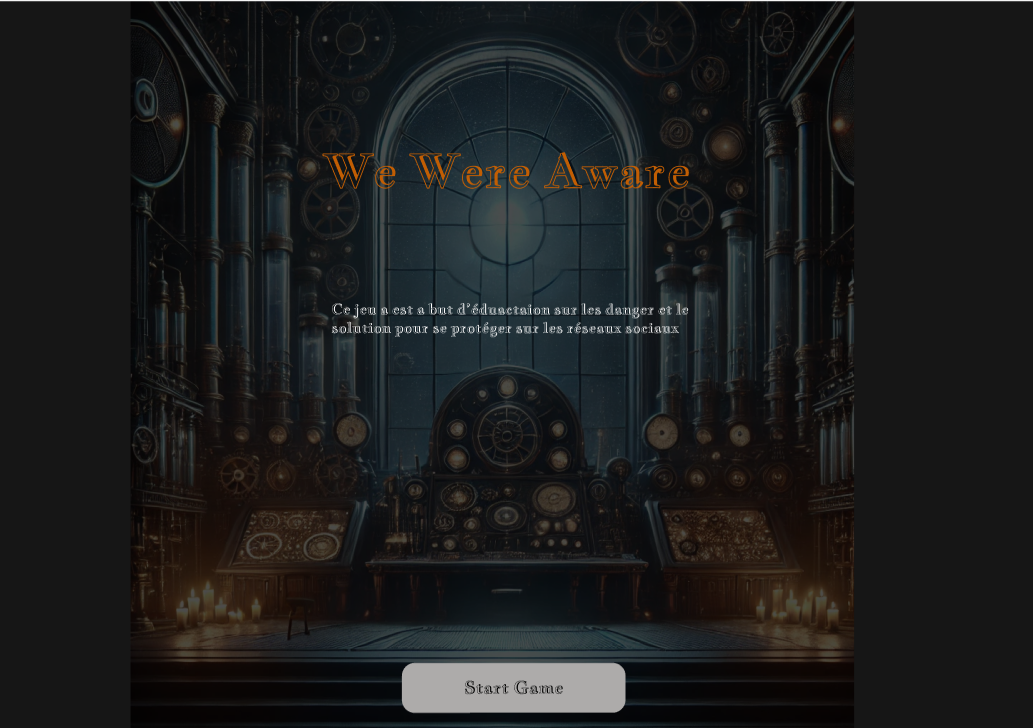 We Were Aware
Ce jeu a est a but d'éduactaion sur les danger et le
solution pour se protéger sur les réseaux sociaux
Start Game